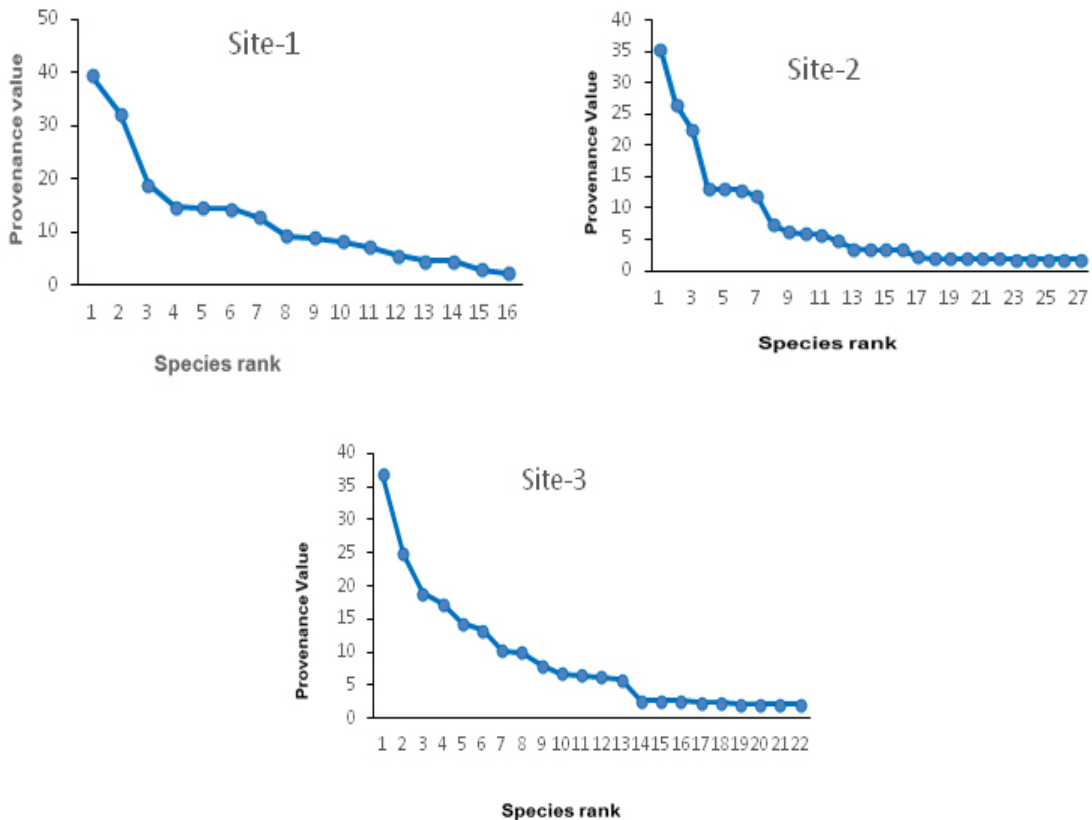 Site-1
Provenance value
50
40
30
20
10
0
1 2 3 4 5 6 7 8 9 10 11 12 13 14 15 16
Species rank
Site-2
Provenance Value
40
35
30
25
20
15
10
5
0
1 3 5 7 9 11 13 15 17 19 21 23 25 27
Species rank
Site-3
Provenance Value
40
35
30
25
20
15
10
5
0
1 2 3 4 5 6 7 8 9 10 11 12 13 14 15 16 17 18 19 20 21 22
Species rank